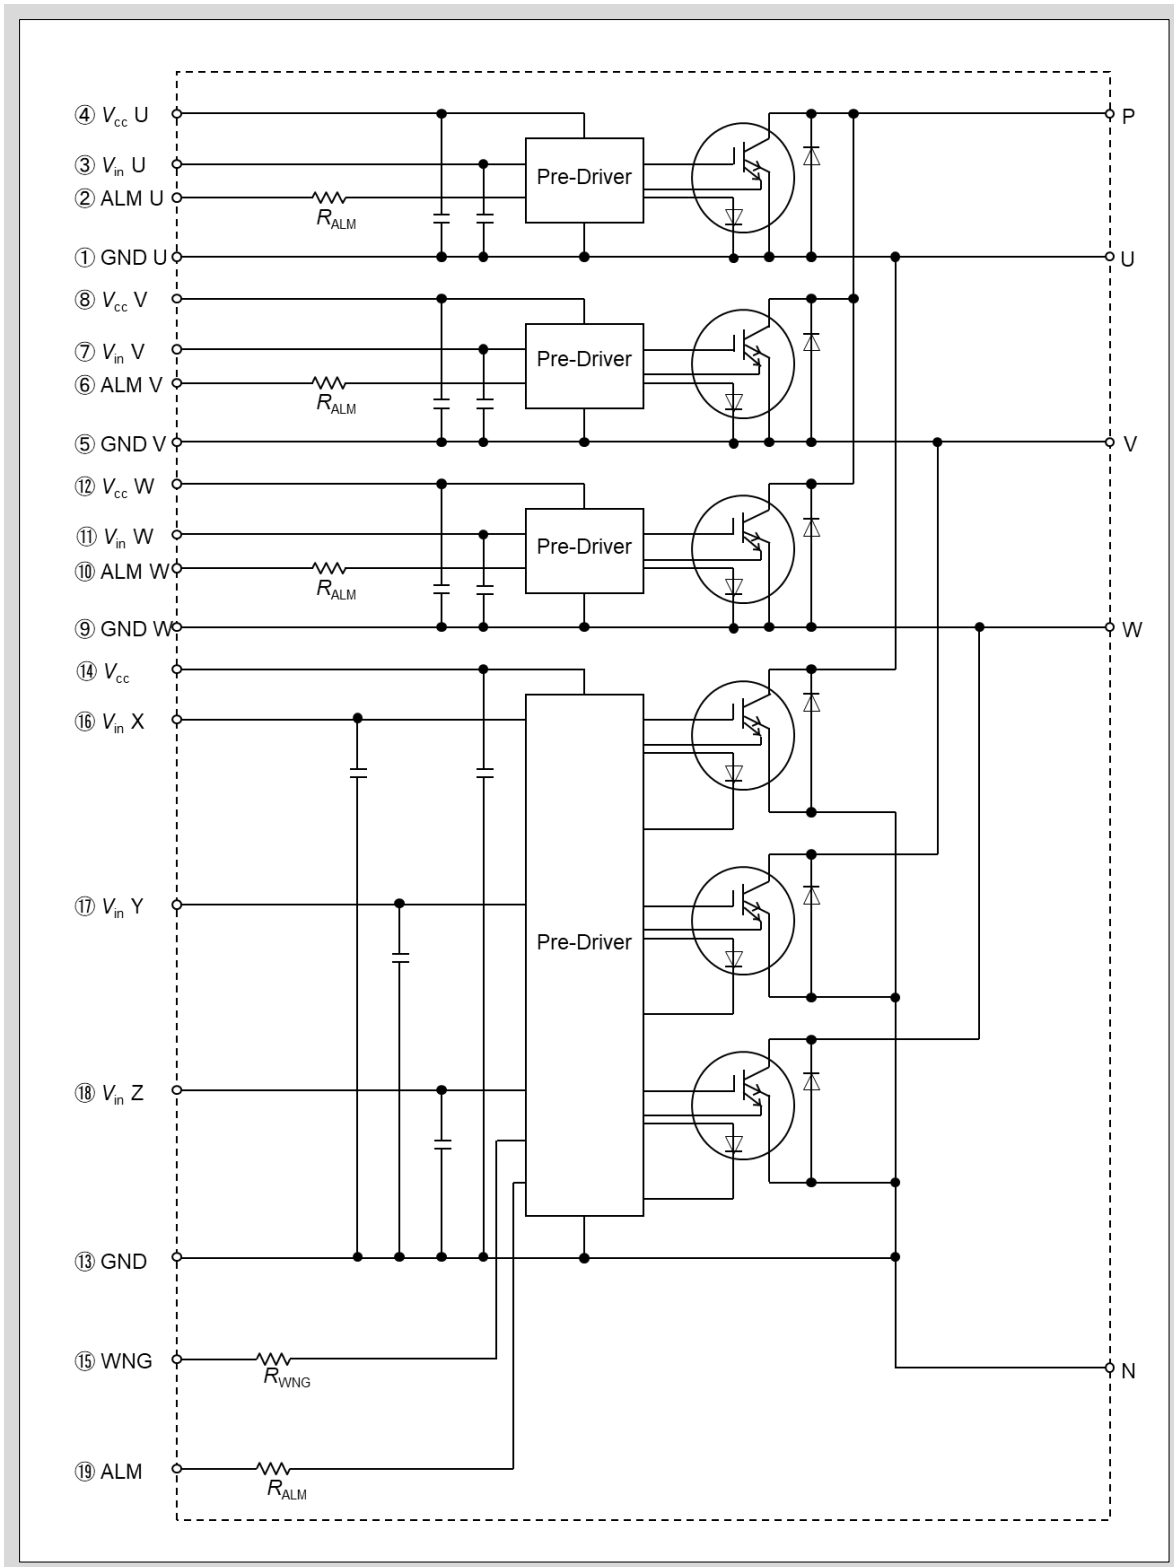 ④ Vcc U
P
③ Vin U
Pre-Driver
② ALM U
RALM
① GND U
U
⑧ Vcc V
⑦ Vin V
Pre-Driver
⑥ ALM V
RALM
⑤ GND V
V
⑫ Vcc W
⑪ Vin W
Pre-Driver
⑩ ALM W
RALM
⑨ GND W
W
⑭ Vcc
⑯ Vin X
⑰ Vin Y
Pre-Driver
⑱ Vin Z
⑬ GND
⑮ WNG
RWNG
N
⑲ ALM
RALM